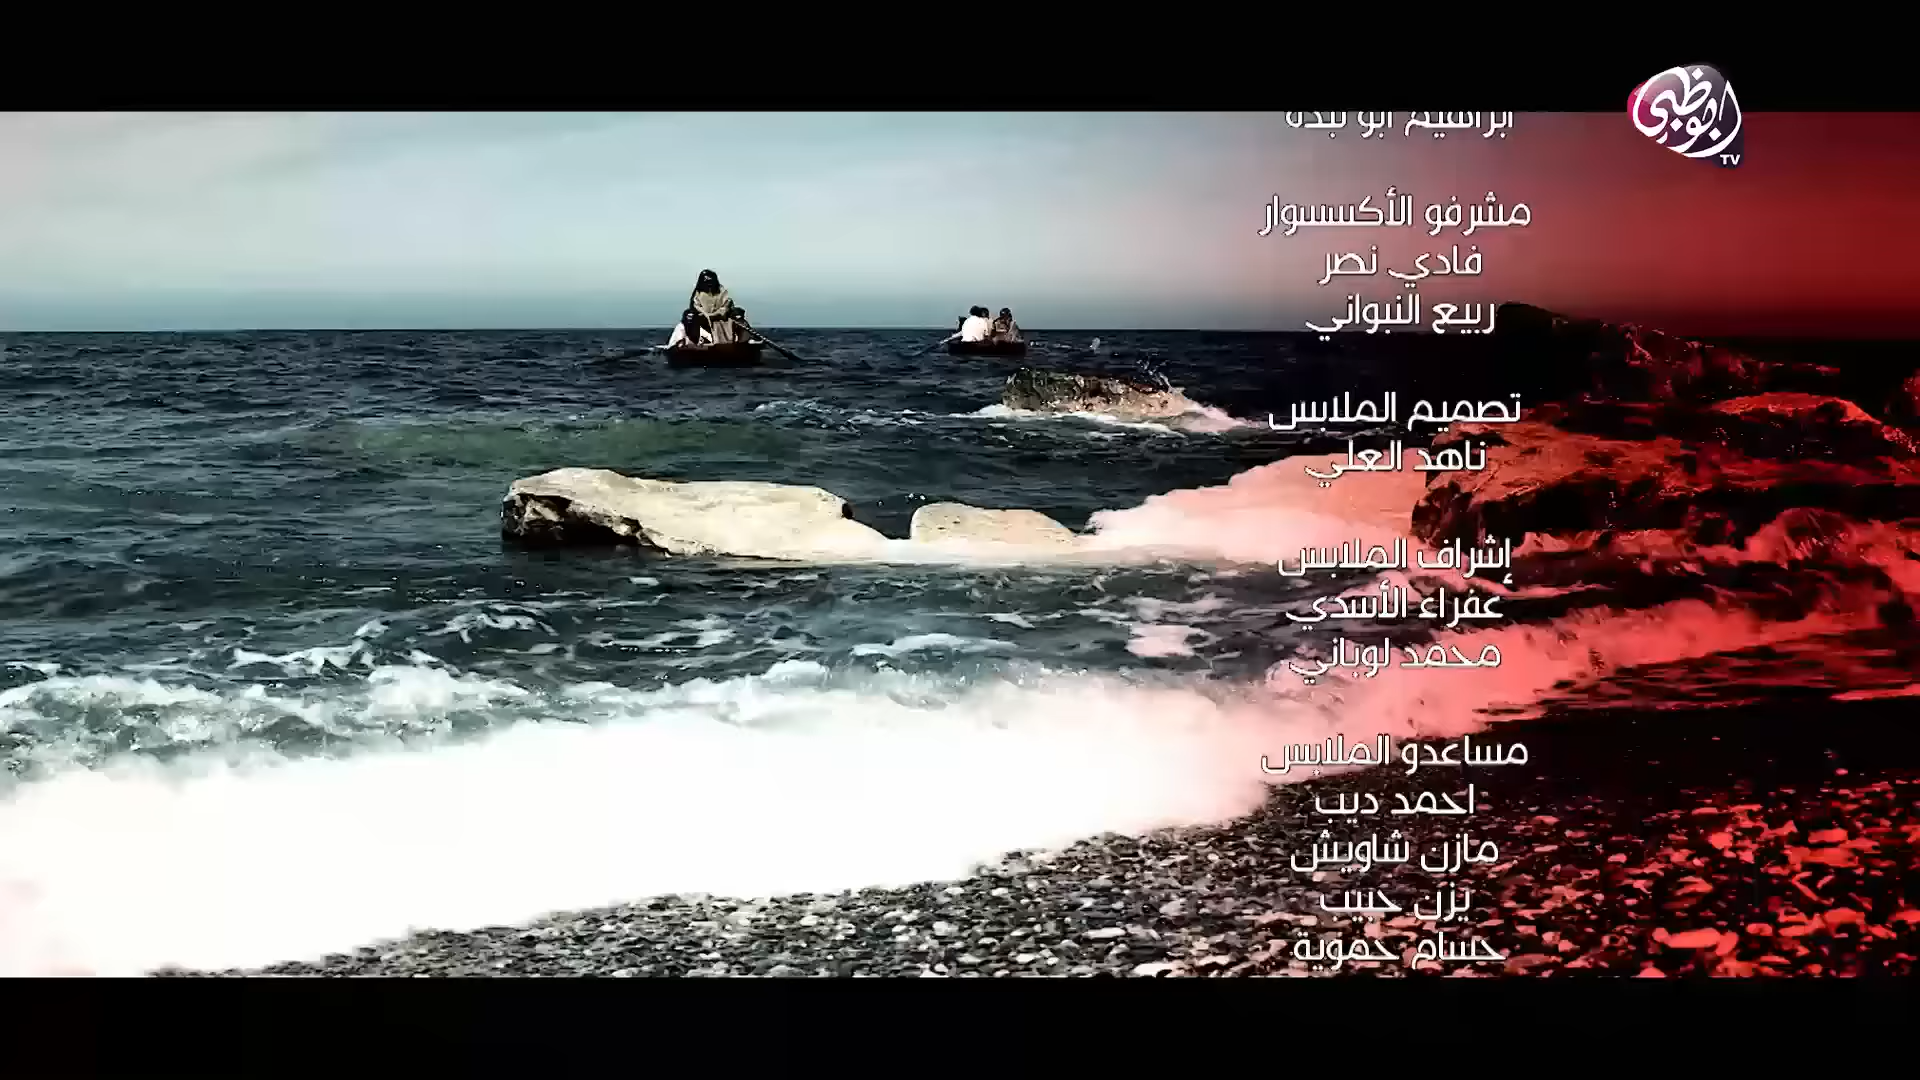 أبوظبي
TV
مشرفو الأكسسوار
فادي نصر
ربيع النبواني
تصميم الملابس
ناهد العلي
إشراف الملابس
عفراء الأسدي
محمد لوباني
مساعدو الملابس
احمد ديب
مازن شاويش
يزن حبيب
حسام حموية